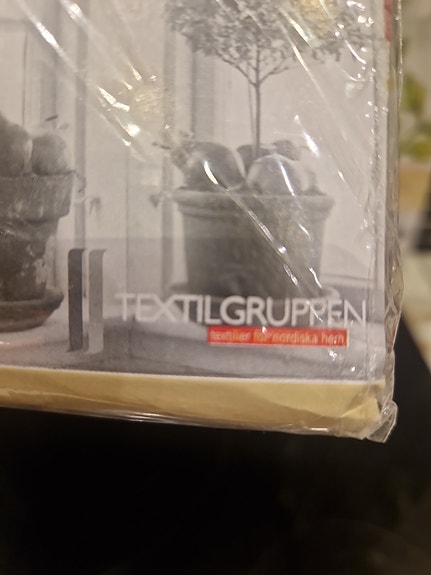 TEXTILGRUPPEN
textilier för nordiska hem